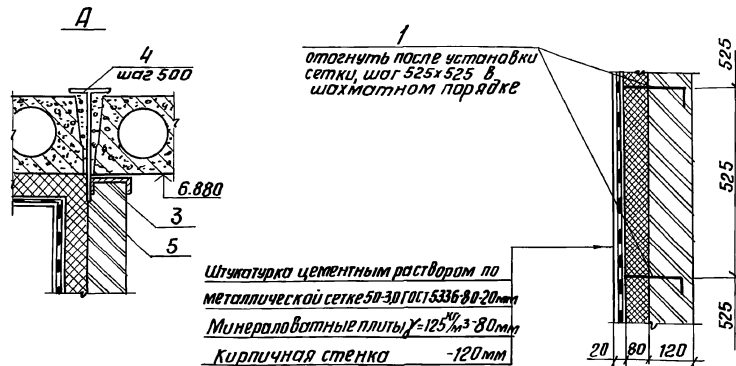 А
4
шаг 500
6.880
3
5
1
отогнуть после установки
сетки, шаг 525х525 в
шахматном порядке
Штукатурка цементным раствором по
металлической сетке 50-3.0 ГОСТ 5336-80-20мм
Минераловатные плиты γ=125 кг/м3-80мм
Кирпичная стенка -120мм
525
525
525
20 80 120